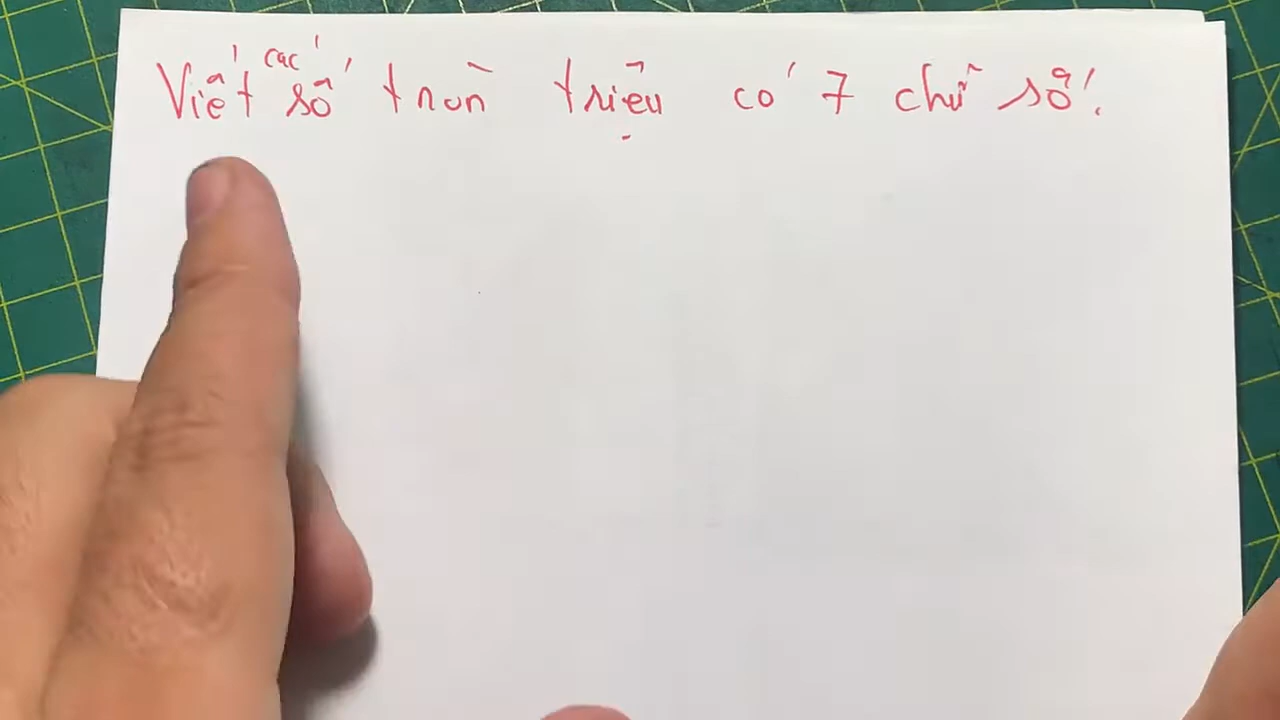 Viết các số tròn triệu có 7 chữ số.